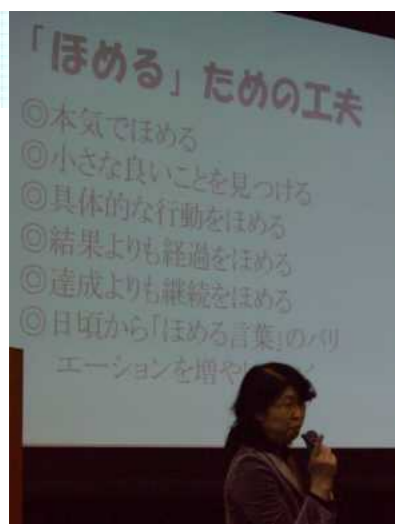 「ほめる」ための工夫
◎本気でほめる
◎小さな良いことを見つける
◎具体的な行動をほめる
◎結果よりも経過をほめる
◎達成よりも継続をほめる
◎日頃から「ほめる言葉」のバリ
エーションを増や